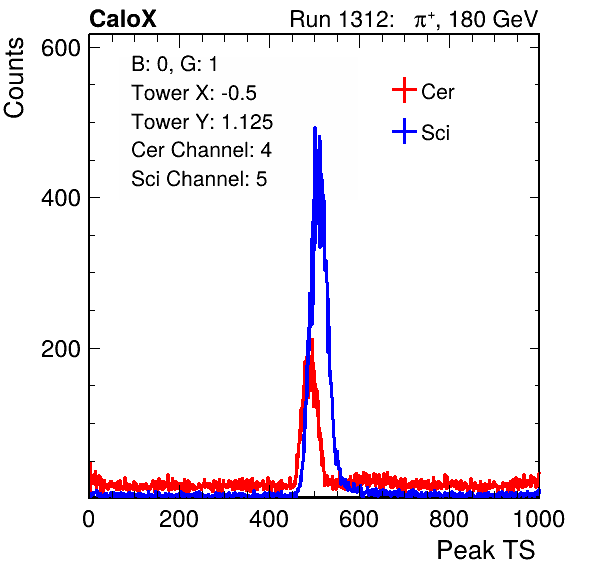 CaloX Run 1312: π⁺, 180 GeV
B: 0, G: 1
Tower X: -0.5
Tower Y: 1.125
Cer Channel: 4
Sci Channel: 5
Cer
Sci
Counts
600
400
200
0 200 400 600 800 1000
Peak TS